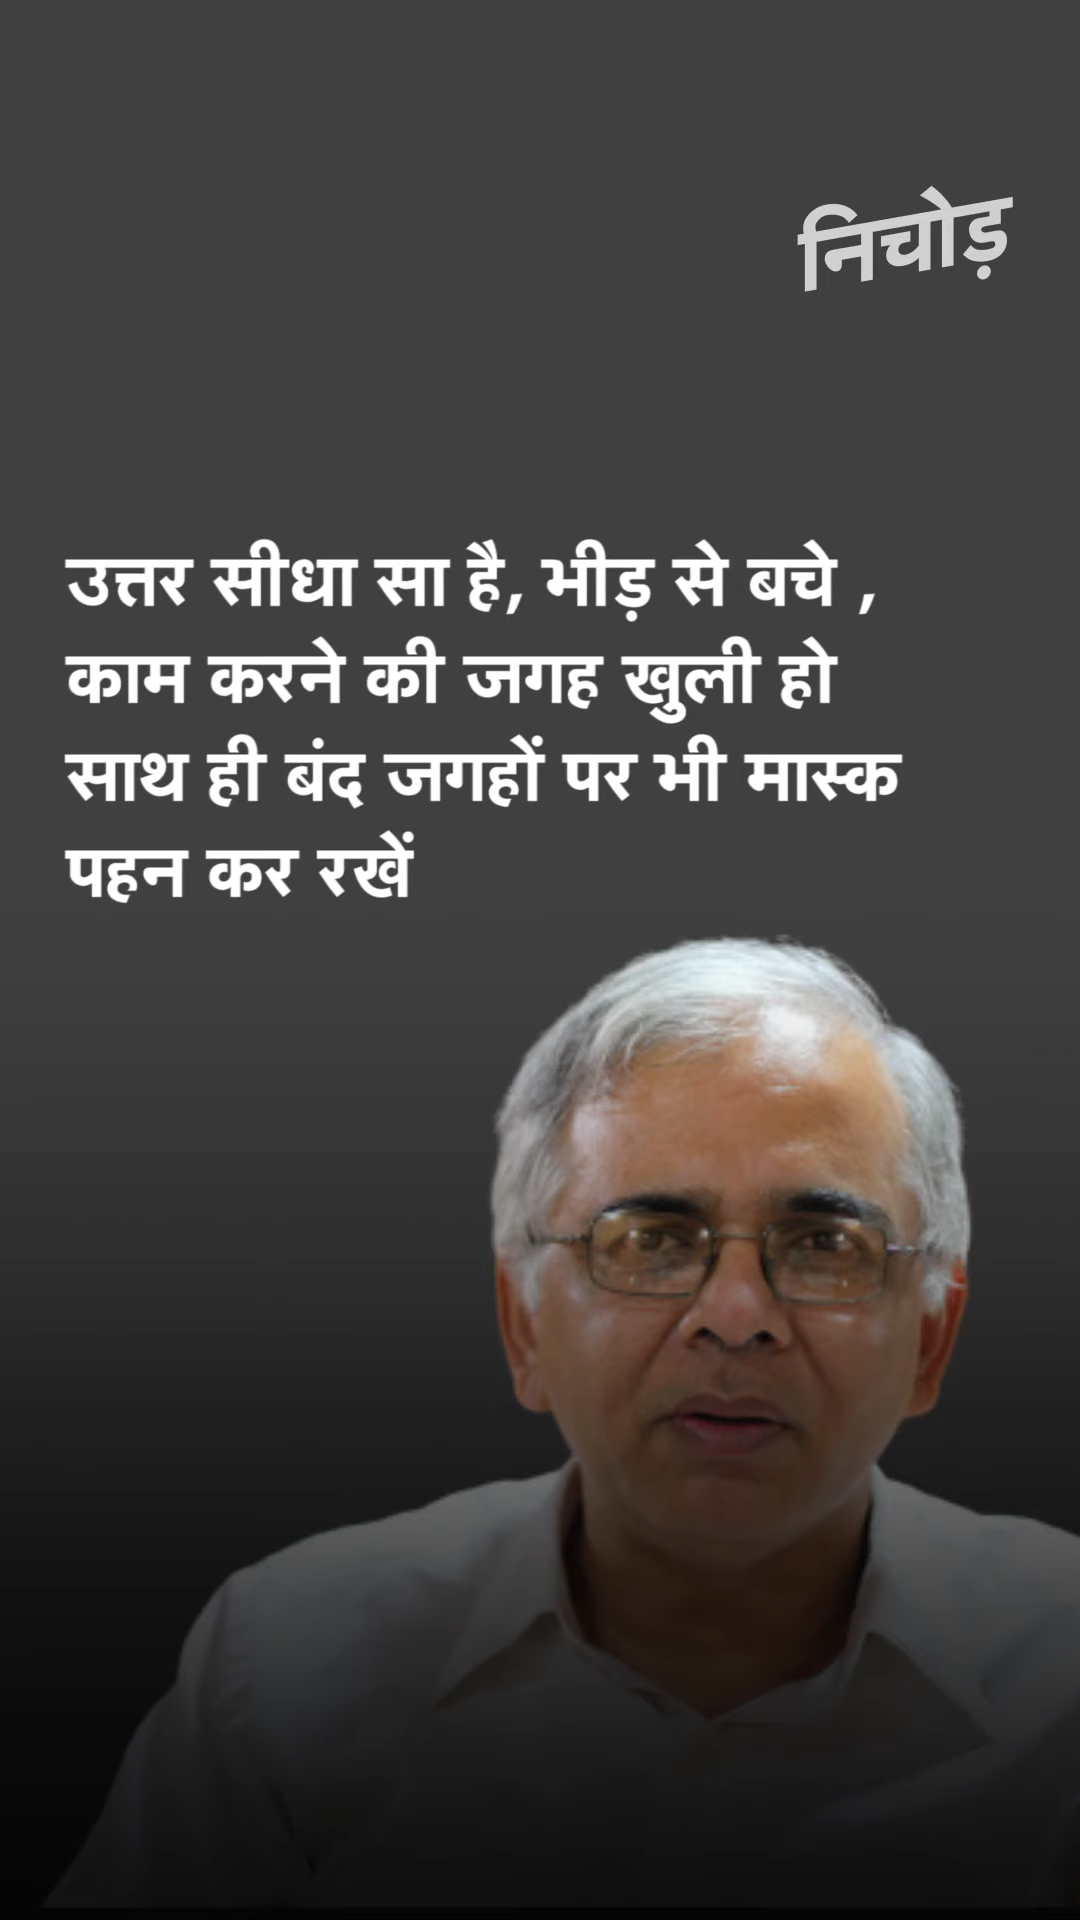 निचोड़
उत्तर सीधा सा है, भीड़ से बचे ,
काम करने की जगह खुली हो
साथ ही बंद जगहों पर भी मास्क
पहन कर रखें